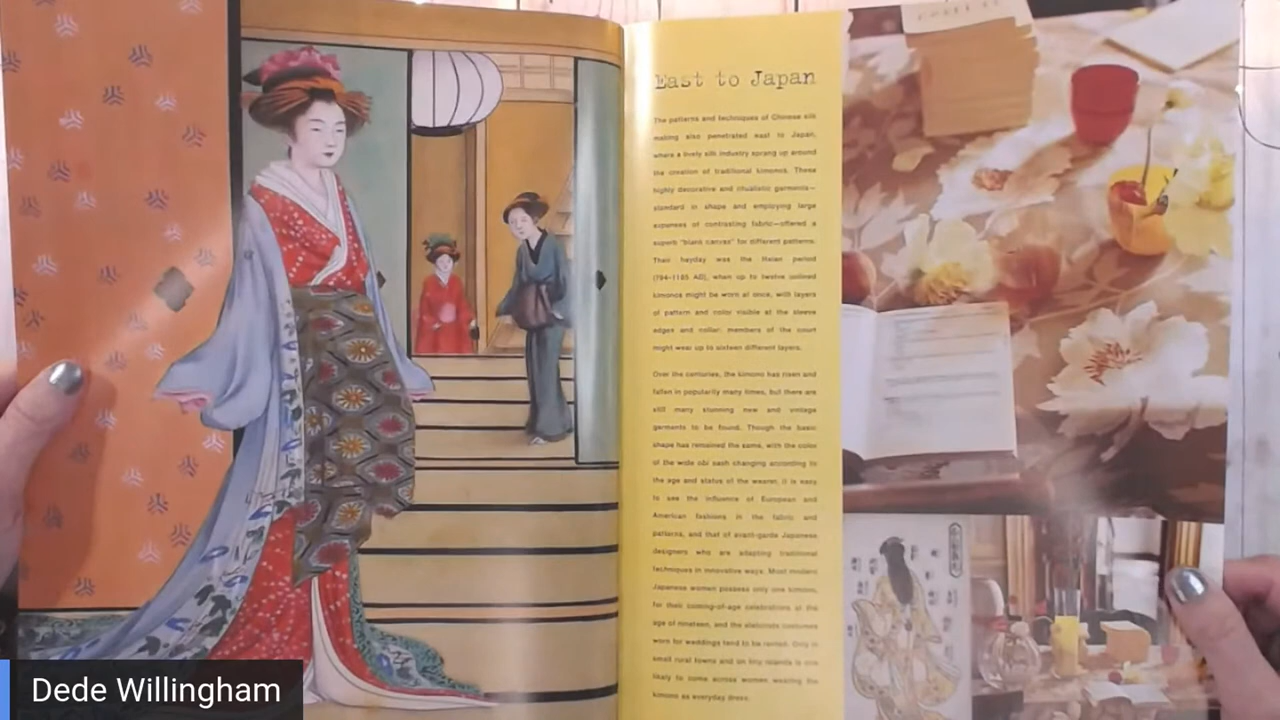 East to Japan
The patterns and techniques of Chinese silk
making also penetrated east to Japan,
where a lively silk industry sprang up around
the creation of traditional kimonos. These
highly decorative and ritualistic garments—
standard in shape and employing large
expanses of contrasting fabric—offered a
superb "blank canvas" for different patterns.
Their heyday was the Heian period
(794–1185 AD), when up to twelve unlined
kimonos might be worn at once, with layers
of pattern and color visible at the sleeve
edges and collar; members of the court
might wear up to sixteen different layers.
Over the centuries, the kimono has risen and
fallen in popularity many times, but there are
still many stunning new and vintage
garments to be found. Though the basic
shape has remained the same, with the color
of the wide obi sash changing according to
the age and status of the wearer, it is easy
to see the influence of European and
American fashions in the fabric and
patterns, and that of avant-garde Japanese
designers who are adapting traditional
techniques in innovative ways. Most modern
Japanese women possess only one kimono,
for their coming-of-age celebrations at the
age of nineteen, and the elaborate costumes
worn for weddings tend to be rented. Only in
small rural towns and on tiny islands is one
likely to come across women wearing the
kimono as everyday dress.
Dede Willingham